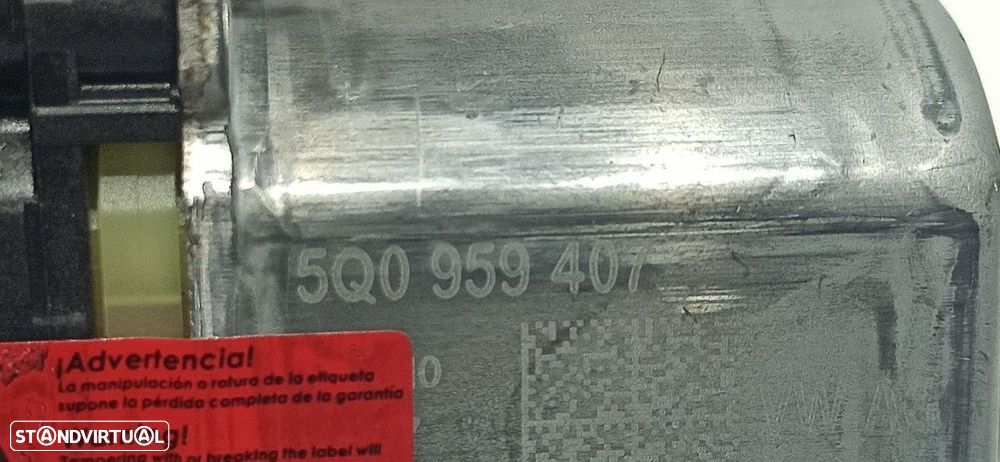 5Q0 959 407
¡Advertencia!
La manipulación o rotura de la etiqueta
supone la pérdida completa de la garantía
Warning!
Tampering with or breaking the label will
STANDVIRTUAL